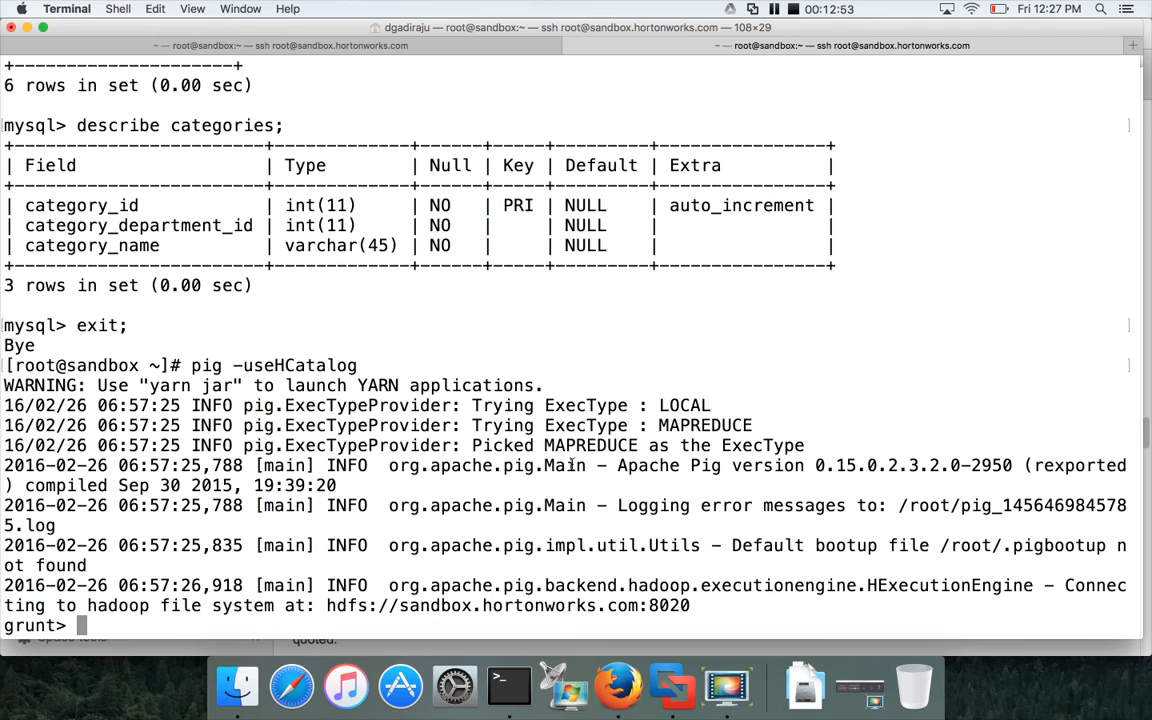 Terminal Shell Edit View Window Help 00:12:53 Fri 12:27 PM
dgadiraju — root@sandbox:~ — ssh root@sandbox.hortonworks.com — 108×29
~ — root@sandbox:~ — ssh root@sandbox.hortonworks.com
~ — root@sandbox:~ — ssh root@sandbox.hortonworks.com +
+---------------------+
6 rows in set (0.00 sec)
mysql> describe categories;
+------------------------+-------------+------+-----+---------+----------------+
| Field | Type | Null | Key | Default | Extra |
+------------------------+-------------+------+-----+---------+----------------+
| category_id | int(11) | NO | PRI | NULL | auto_increment |
| category_department_id | int(11) | NO | | NULL | |
| category_name | varchar(45) | NO | | NULL | |
+------------------------+-------------+------+-----+---------+----------------+
3 rows in set (0.00 sec)
mysql> exit;
Bye
[root@sandbox ~]# pig -useHCatalog
WARNING: Use "yarn jar" to launch YARN applications.
16/02/26 06:57:25 INFO pig.ExecTypeProvider: Trying ExecType : LOCAL
16/02/26 06:57:25 INFO pig.ExecTypeProvider: Trying ExecType : MAPREDUCE
16/02/26 06:57:25 INFO pig.ExecTypeProvider: Picked MAPREDUCE as the ExecType
2016-02-26 06:57:25,788 [main] INFO  org.apache.pig.Main - Apache Pig version 0.15.0.2.3.2.0-2950 (rexported
) compiled Sep 30 2015, 19:39:20
2016-02-26 06:57:25,788 [main] INFO  org.apache.pig.Main - Logging error messages to: /root/pig_145646984578
5.log
2016-02-26 06:57:25,835 [main] INFO  org.apache.pig.impl.util.Utils - Default bootup file /root/.pigbootup n
ot found
2016-02-26 06:57:26,918 [main] INFO  org.apache.pig.backend.hadoop.executionengine.HExecutionEngine - Connec
ting to hadoop file system at: hdfs://sandbox.hortonworks.com:8020
grunt>
quoted.